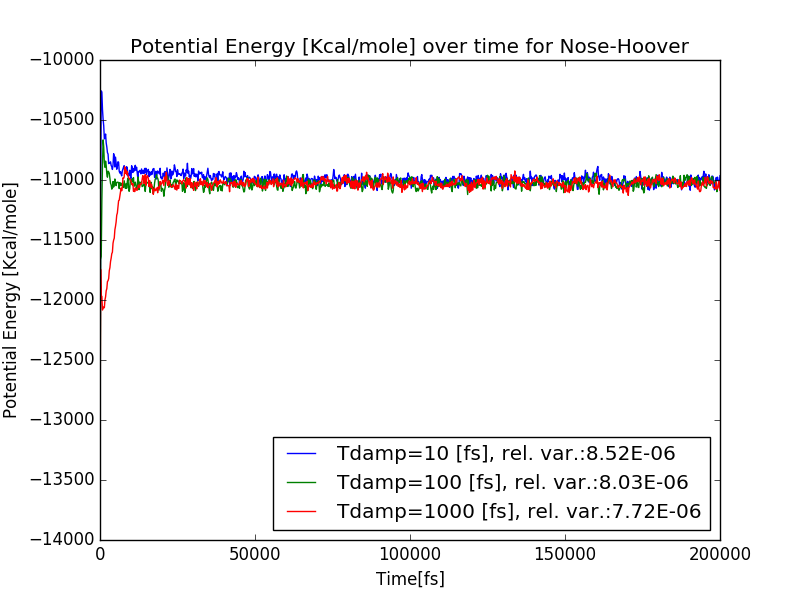 Potential Energy [Kcal/mole] over time for Nose-Hoover
Potential Energy [Kcal/mole]
−10000
−10500
−11000
−11500
−12000
−12500
−13000
−13500
−14000
Tdamp=10 [fs], rel. var.:8.52E-06
Tdamp=100 [fs], rel. var.:8.03E-06
Tdamp=1000 [fs], rel. var.:7.72E-06
0 50000 100000 150000 200000
Time[fs]